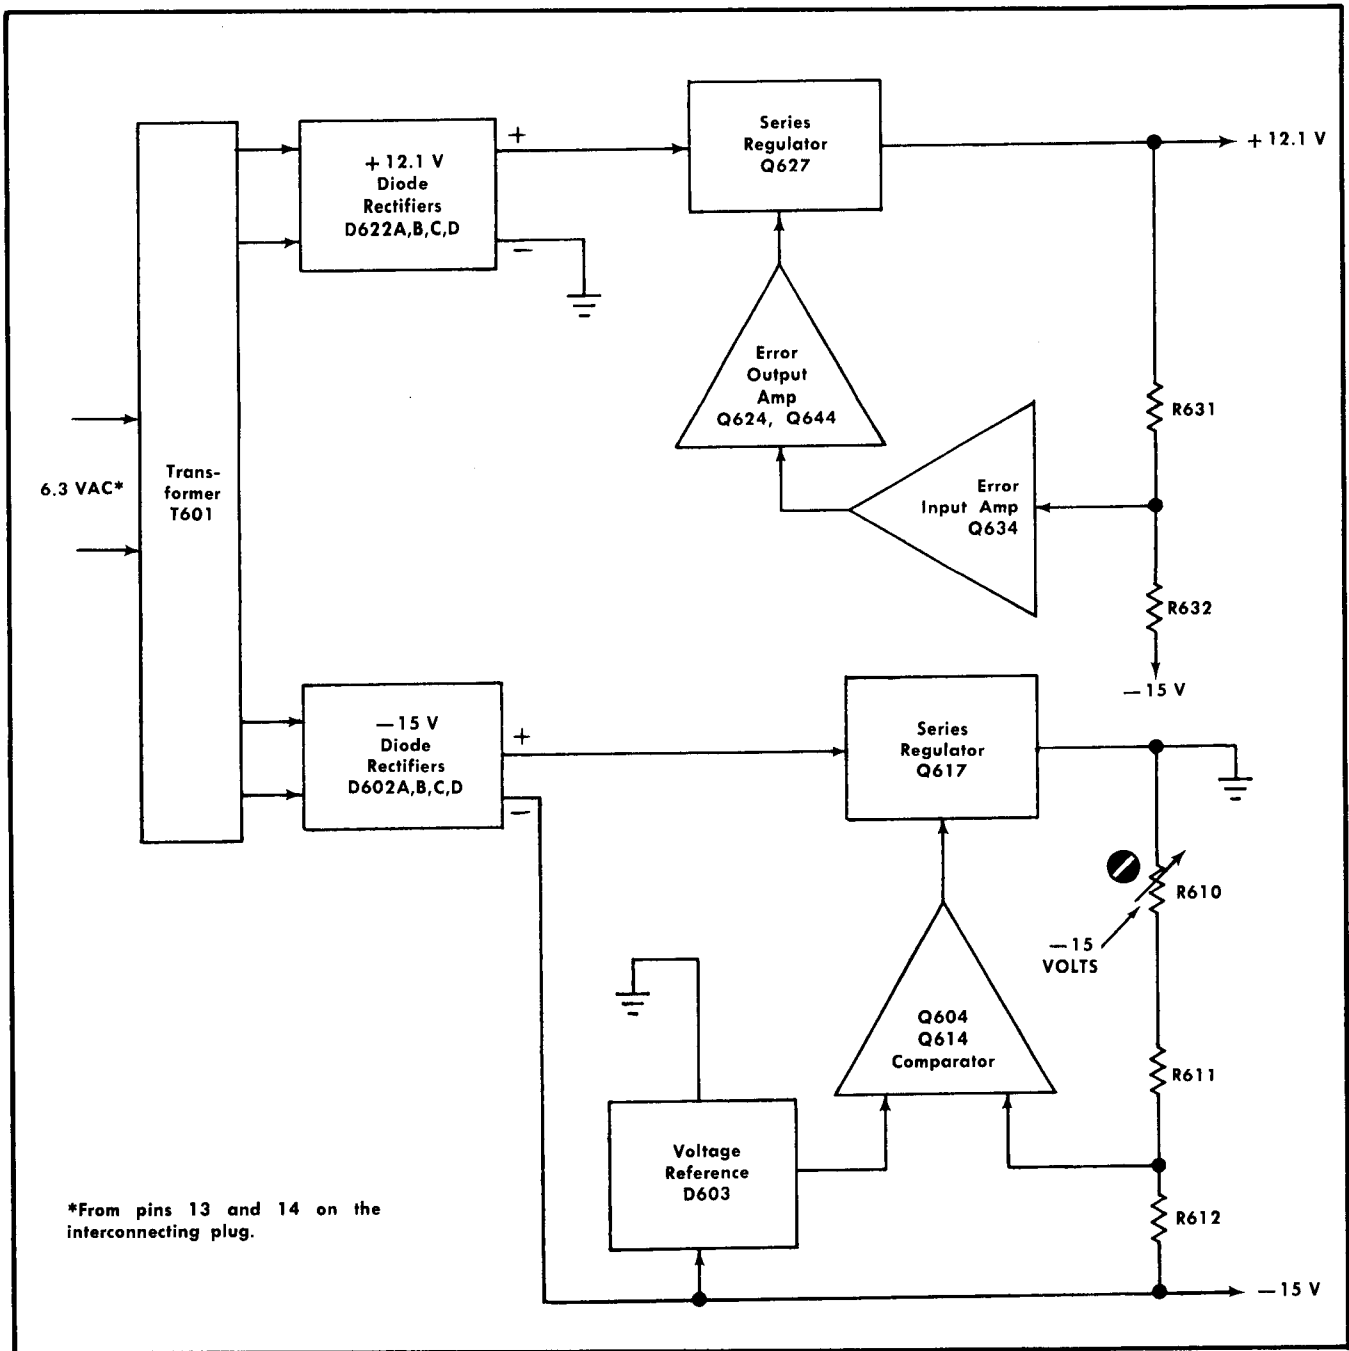 Series
Regulator
Q627
+ 12.1 V
+ 12.1 V
Diode
Rectifiers
D622A,B,C,D
+
−
Error
Output
Amp
Q624, Q644
R631
6.3 VAC*
Trans-
former
T601
Error
Input Amp
Q634
R632
− 15 V
− 15 V
Diode
Rectifiers
D602A,B,C,D
+
−
Series
Regulator
Q617
R610
− 15
VOLTS
Q604
Q614
Comparator
R611
Voltage
Reference
D603
R612
*From pins 13 and 14 on the
interconnecting plug.
− 15 V